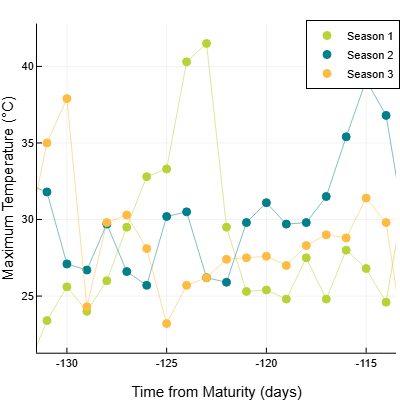 Season 1
Season 2
Season 3
Maximum Temperature (°C)
40
35
30
25
-130
-125
-120
-115
Time from Maturity (days)